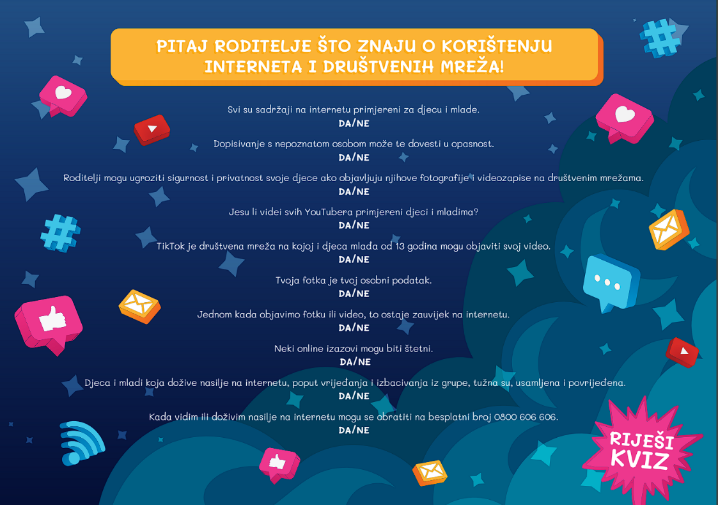 PITAJ RODITELJE ŠTO ZNAJU O KORIŠTENJU
INTERNETA I DRUŠTVENIH MREŽA!
Svi su sadržaji na internetu primjereni za djecu i mlade.
DA/NE
Dopisivanje s nepoznatom osobom može te dovesti u opasnost.
DA/NE
Roditelji mogu ugroziti sigurnost i privatnost svoje djece ako objavljuju njihove fotografije i videozapise na društvenim mrežama.
DA/NE
Jesu li videi svih YouTubera primjereni djeci i mladima?
DA/NE
TikTok je društvena mreža na kojoj i djeca mlađa od 13 godina mogu objaviti svoj video.
DA/NE
Tvoja fotka je tvoj osobni podatak.
DA/NE
Jednom kada objavimo fotku ili video, to ostaje zauvijek na internetu.
DA/NE
Neki online izazovi mogu biti štetni.
DA/NE
Djeca i mladi koja dožive nasilje na internetu, poput vrijeđanja i izbacivanja iz grupe, tužna su, usamljena i povrijeđena.
DA/NE
Kada vidim ili doživim nasilje na internetu mogu se obratiti na besplatni broj 0800 606 606.
DA/NE
RIJEŠI
KVIZ